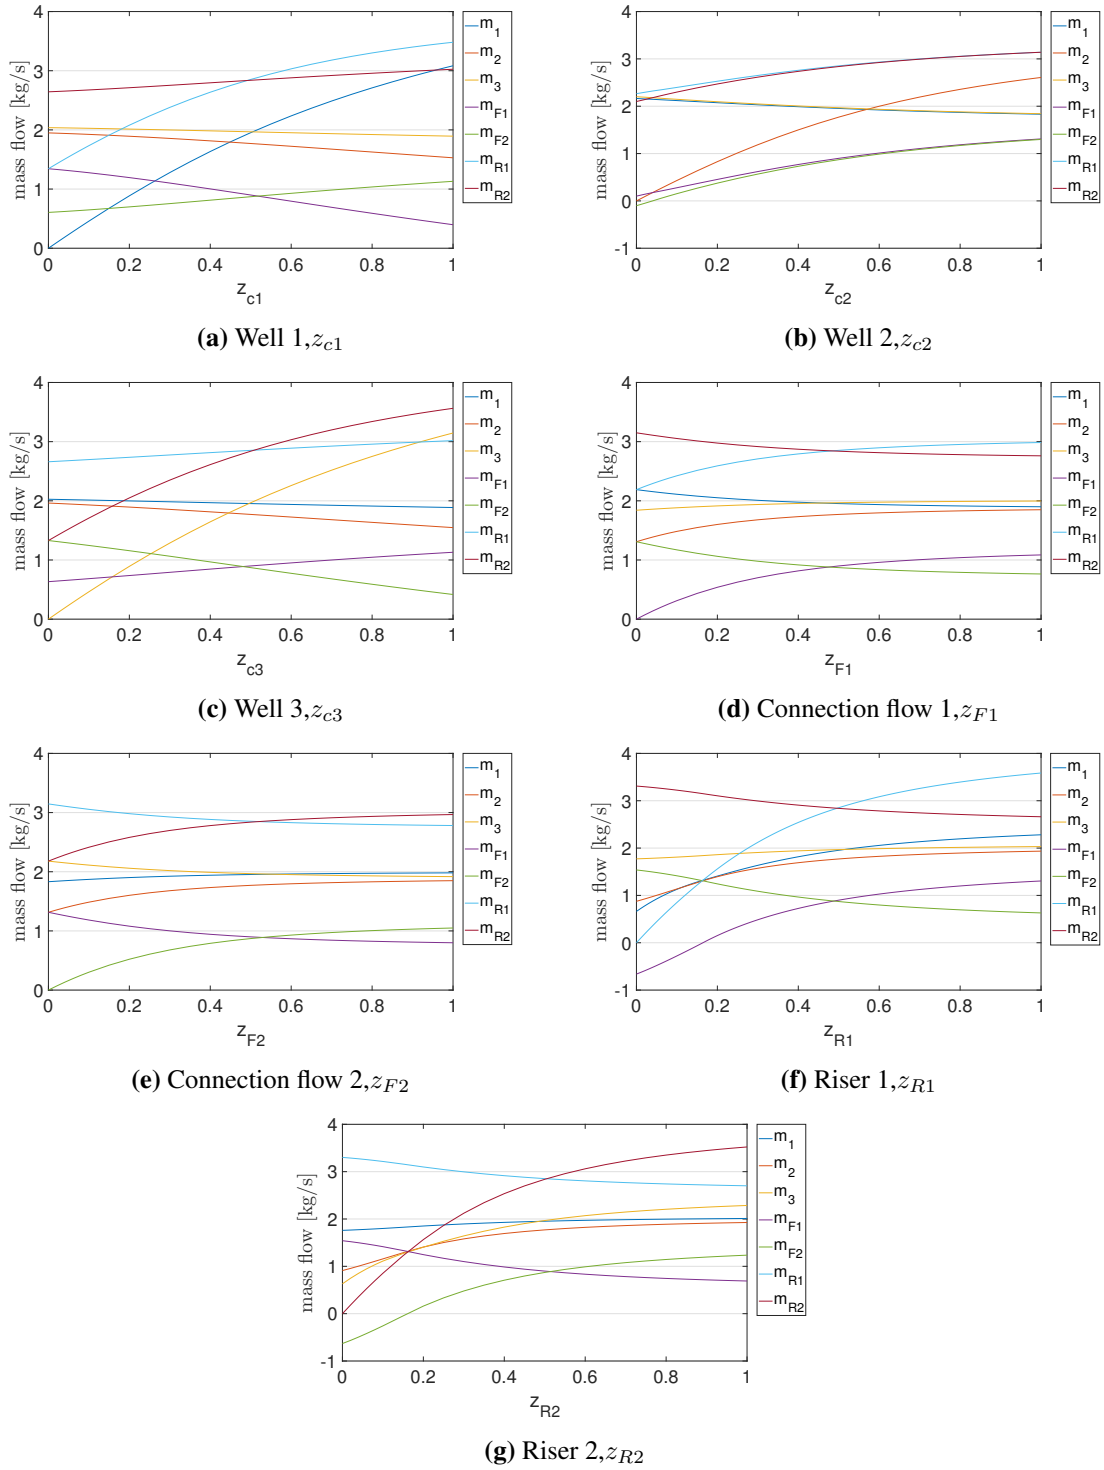 mass flow [kg/s]
4
3
2
1
0
0 0.2 0.4 0.6 0.8 1
z_c1
m_1
m_2
m_3
m_F1
m_F2
m_R1
m_R2
(a) Well 1,z_c1
mass flow [kg/s]
4
3
2
1
0
-1
0 0.2 0.4 0.6 0.8 1
z_c2
m_1
m_2
m_3
m_F1
m_F2
m_R1
m_R2
(b) Well 2,z_c2
mass flow [kg/s]
4
3
2
1
0
0 0.2 0.4 0.6 0.8 1
z_c3
m_1
m_2
m_3
m_F1
m_F2
m_R1
m_R2
(c) Well 3,z_c3
mass flow [kg/s]
4
3
2
1
0
0 0.2 0.4 0.6 0.8 1
z_F1
m_1
m_2
m_3
m_F1
m_F2
m_R1
m_R2
(d) Connection flow 1,z_F1
mass flow [kg/s]
4
3
2
1
0
0 0.2 0.4 0.6 0.8 1
z_F2
m_1
m_2
m_3
m_F1
m_F2
m_R1
m_R2
(e) Connection flow 2,z_F2
mass flow [kg/s]
4
3
2
1
0
-1
0 0.2 0.4 0.6 0.8 1
z_R1
m_1
m_2
m_3
m_F1
m_F2
m_R1
m_R2
(f) Riser 1,z_R1
mass flow [kg/s]
4
3
2
1
0
-1
0 0.2 0.4 0.6 0.8 1
z_R2
m_1
m_2
m_3
m_F1
m_F2
m_R1
m_R2
(g) Riser 2,z_R2